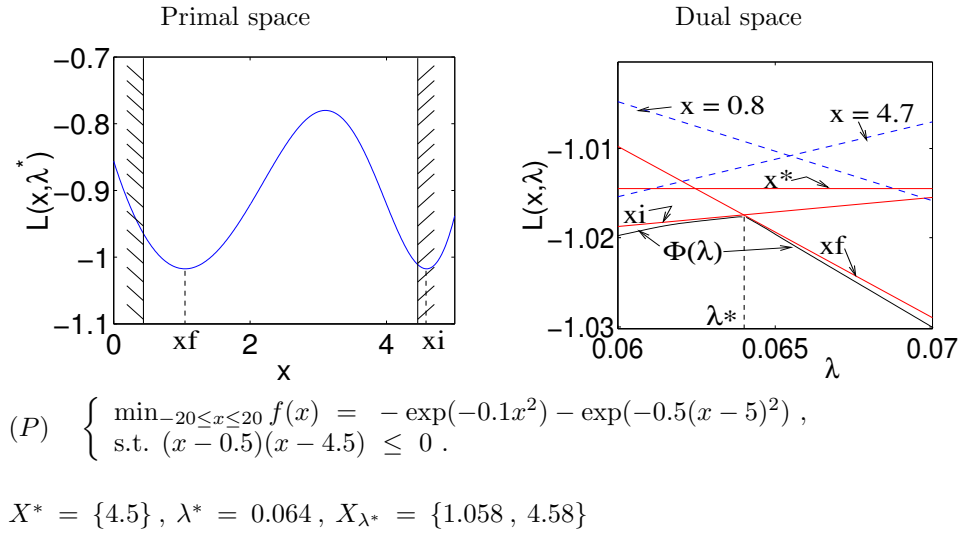 Primal space
Dual space
−0.7
−0.8
−0.9
−1
−1.1
L(x,λ*)
0
xf
2
4
xi
x
−1.01
−1.02
−1.03
L(x,λ)
x = 0.8
x = 4.7
x*
xi
Φ(λ)
xf
λ*
0.06
0.065
0.07
λ
(P) { min_{−20≤x≤20} f(x) = − exp(−0.1x²) − exp(−0.5(x − 5)²) ,
s.t. (x − 0.5)(x − 4.5) ≤ 0 .
X* = {4.5} , λ* = 0.064 , X_{λ*} = {1.058 , 4.58}